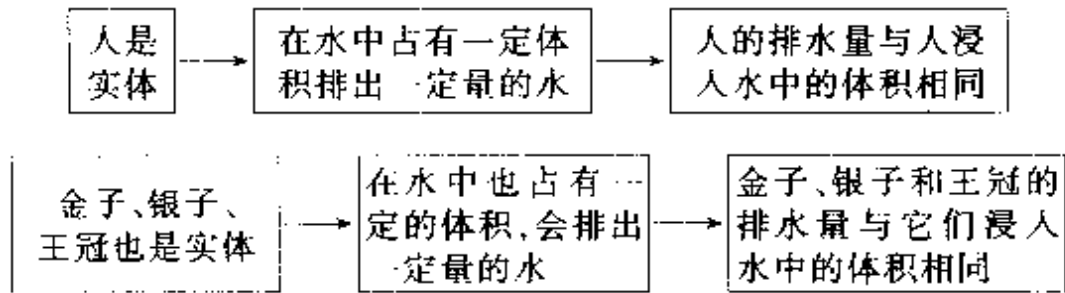 人是
实体
在水中占有一定体
积排出一定量的水
人的排水量与人浸
人水中的体积相同
金子、银子、
王冠也是实体
在水中也占有一
定的体积,会排出
一定量的水
金子、银子和王冠的
排水量与它们浸人
水中的体积相同